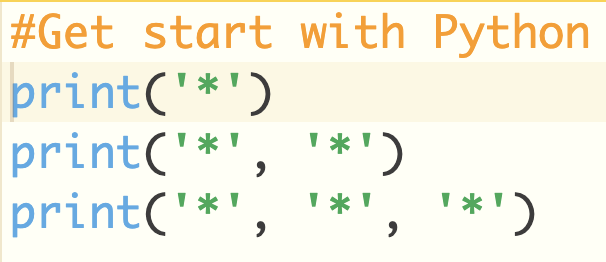 #Get start with Python
print('*')
print('*', '*')
print('*', '*', '*')